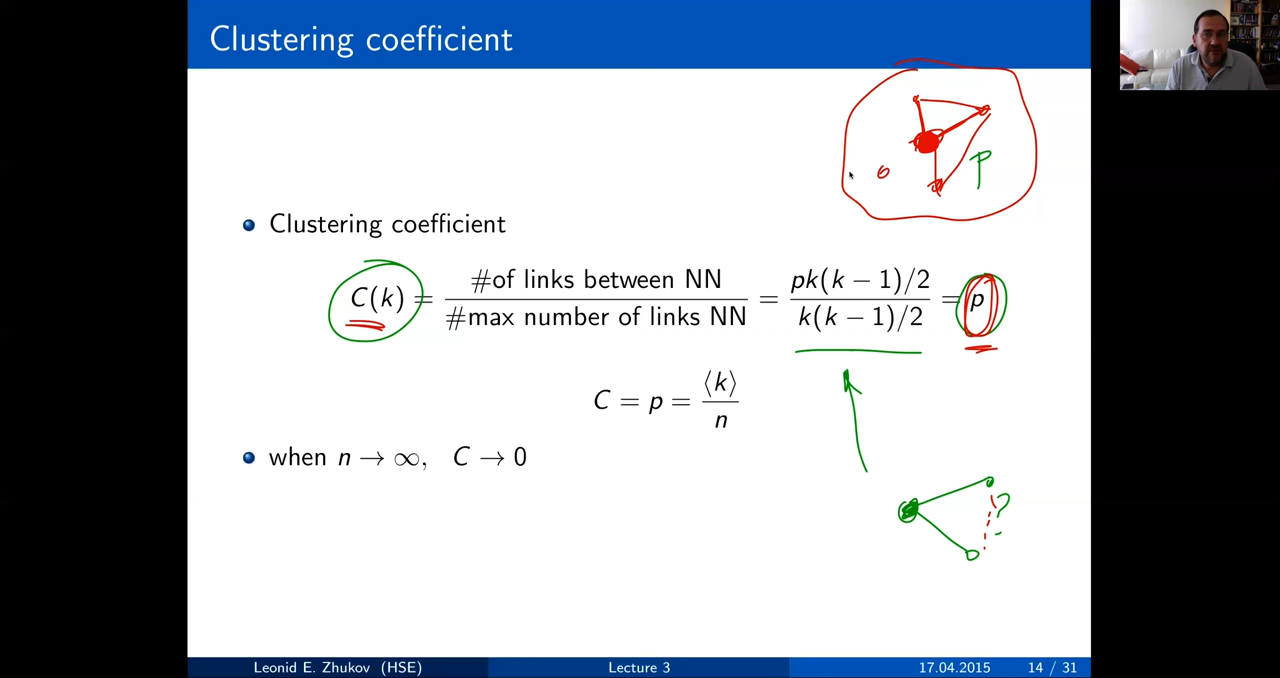 Clustering coefficient
P
Clustering coefficient
C(k) = #of links between NN / #max number of links NN = pk(k − 1)/2 / k(k − 1)/2 = p
C = p = ⟨k⟩ / n
when n → ∞, C → 0
?
Leonid E. Zhukov (HSE) Lecture 3 17.04.2015 14 / 31